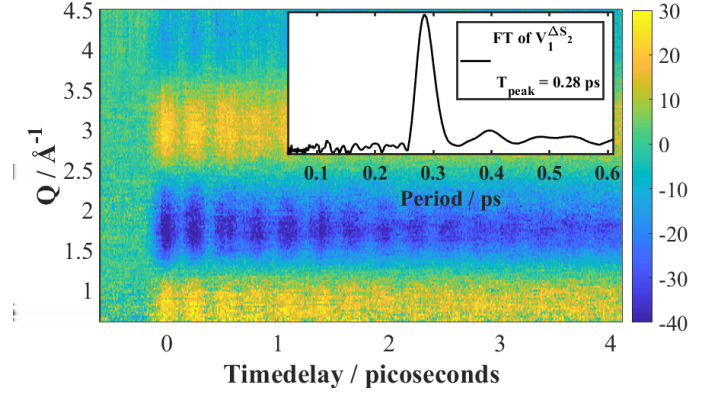 4.5
4
3.5
3
2.5
2
1.5
1
Q / Å⁻¹
FT of V₁^ΔS₂
T_peak = 0.28 ps
0.1 0.2 0.3 0.4 0.5 0.6
Period / ps
30
20
10
0
-10
-20
-30
-40
0 1 2 3 4
Timedelay / picoseconds